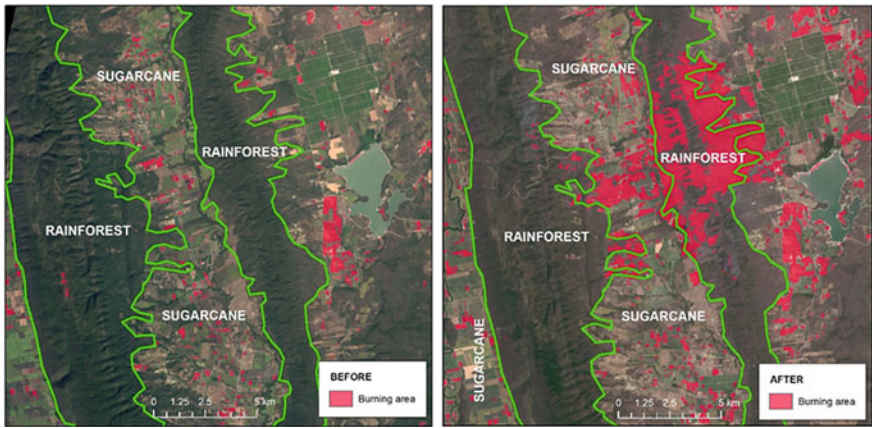 SUGARCANE
RAINFOREST
RAINFOREST
SUGARCANE
BEFORE
Burning area
0 1.25 2.5 5 km
SUGARCANE
RAINFOREST
RAINFOREST
SUGARCANE
SUGARCANE
AFTER
Burning area
0 1.25 2.5 5 km